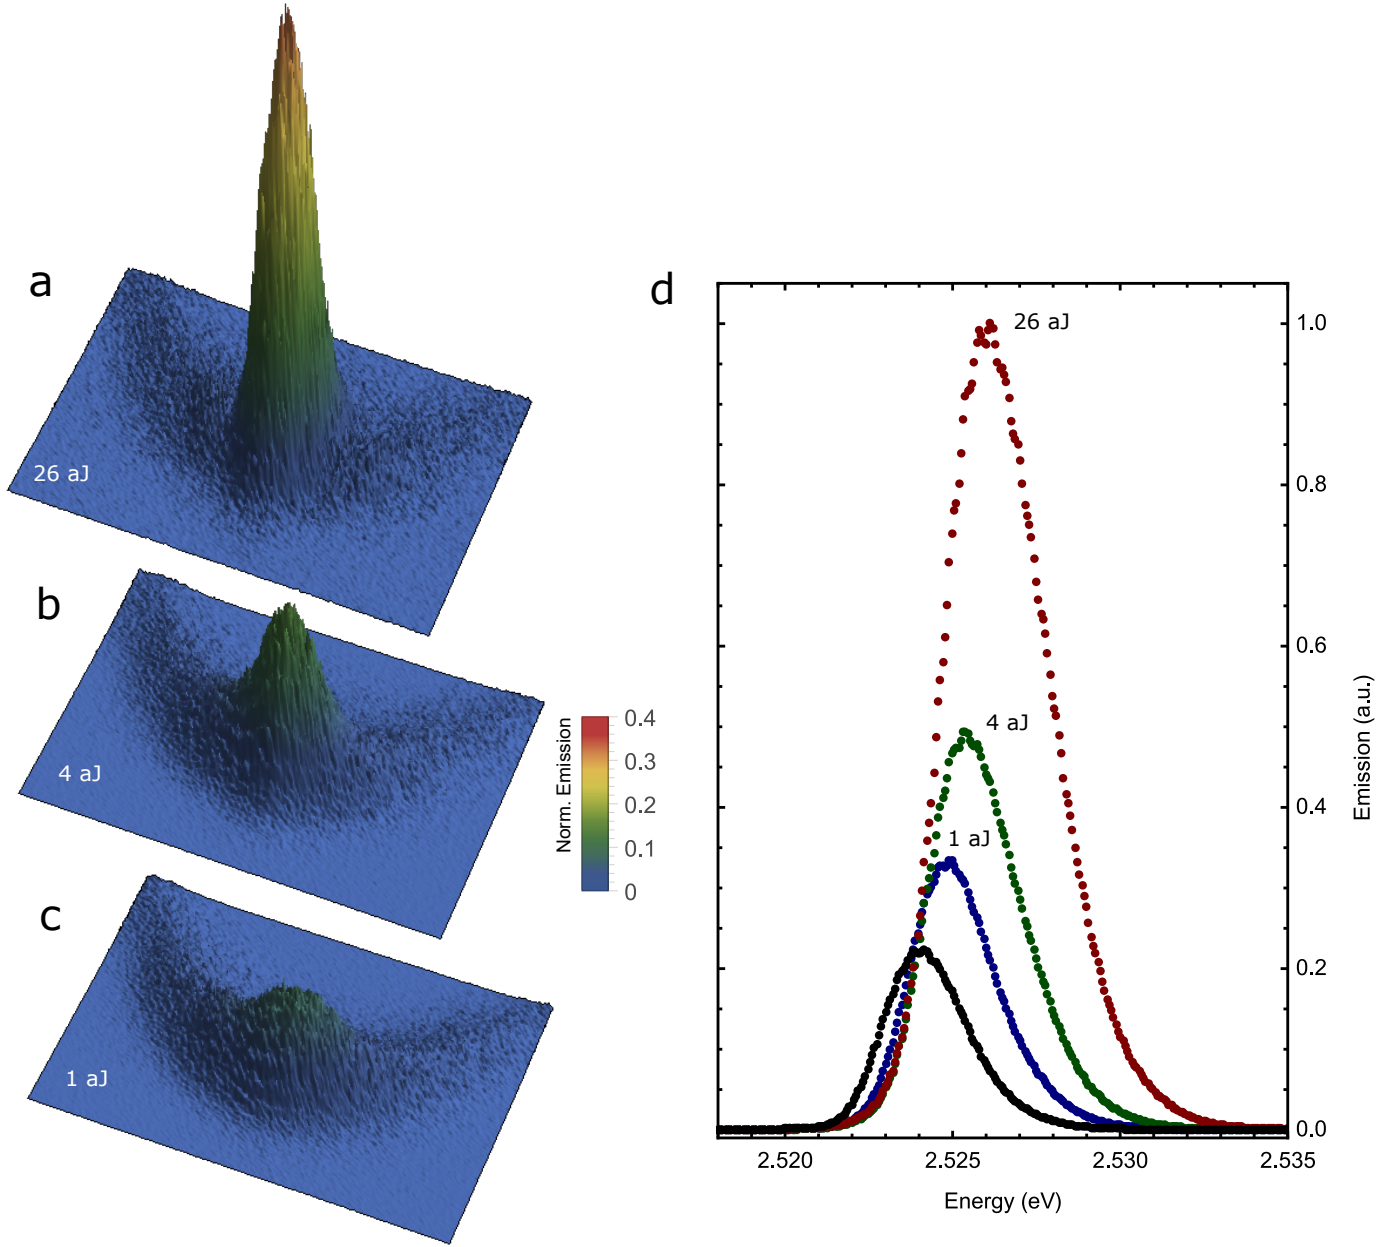 a
26 aJ
b
4 aJ
c
1 aJ
Norm. Emission
0.4
0.3
0.2
0.1
0
d
26 aJ
4 aJ
1 aJ
1.0
0.8
0.6
0.4
0.2
0.0
Emission (a.u.)
2.520 2.525 2.530 2.535
Energy (eV)